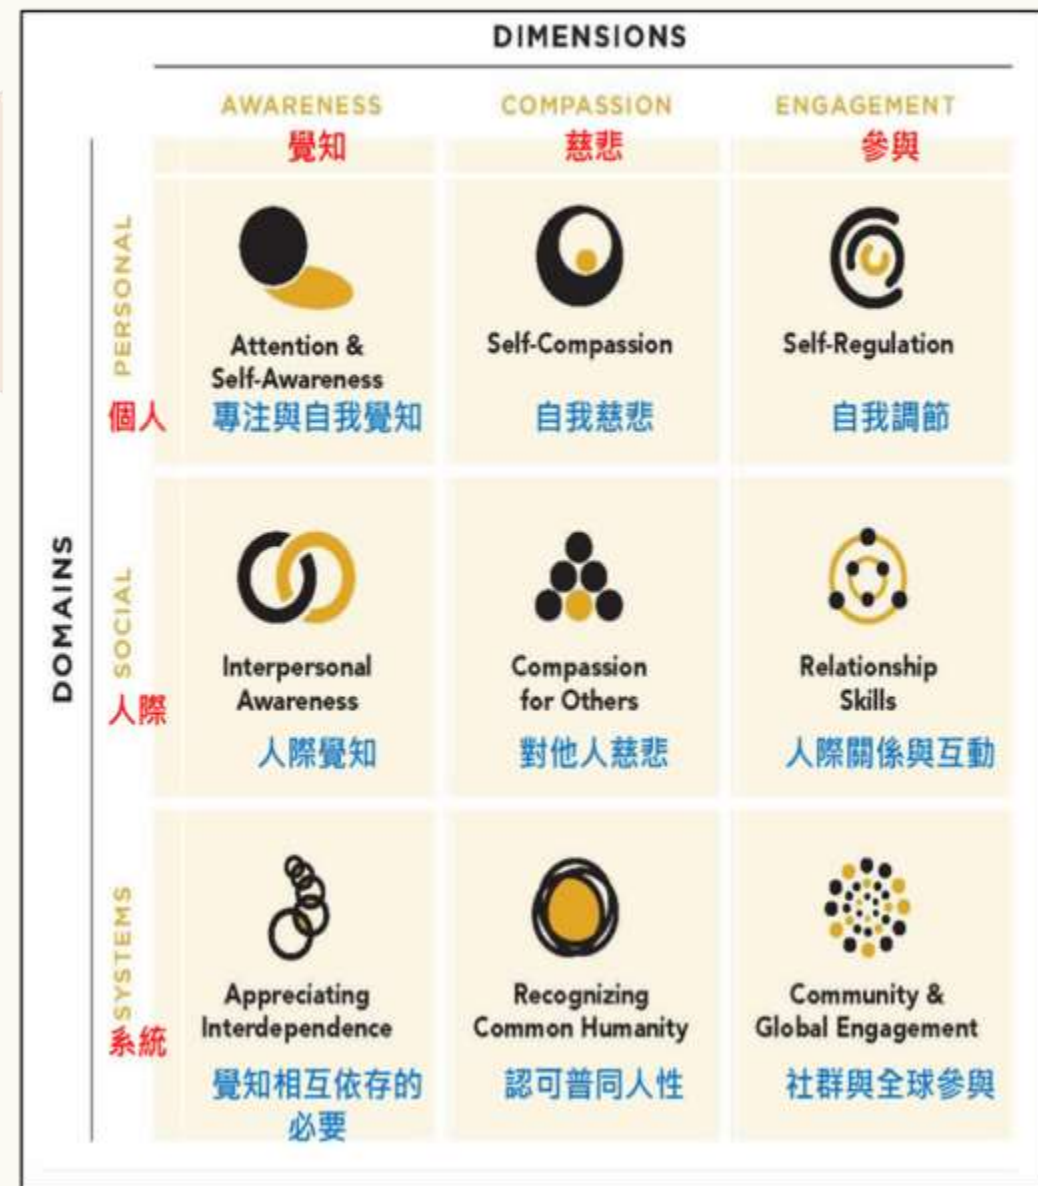 DIMENSIONS
AWARENESS
COMPASSION
ENGAGEMENT
覺知
慈悲
參與
DOMAINS
PERSONAL
個人
Attention &
Self-Awareness
專注與自我覺知
Self-Compassion
自我慈悲
Self-Regulation
自我調節
SOCIAL
人際
Interpersonal
Awareness
人際覺知
Compassion
for Others
對他人慈悲
Relationship
Skills
人際關係與互動
SYSTEMS
系統
Appreciating
Interdependence
覺知相互依存的
必要
Recognizing
Common Humanity
認可普同人性
Community &
Global Engagement
社群與全球參與